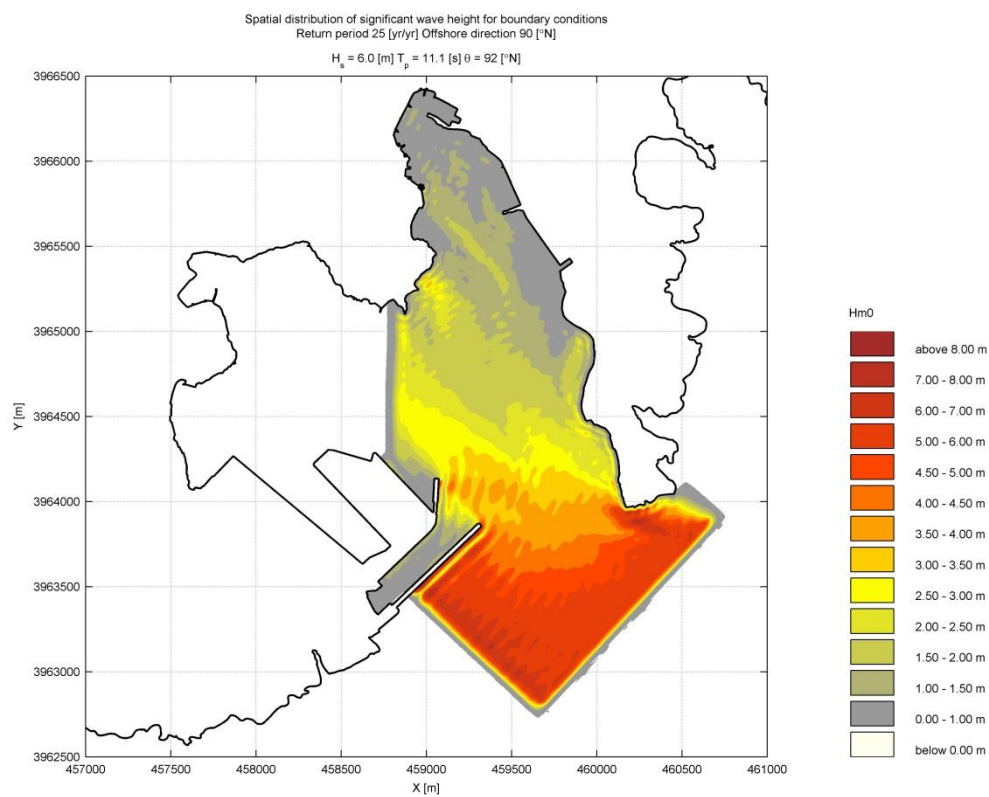 Spatial distribution of significant wave height for boundary conditions
Return period 25 [yr/yr] Offshore direction 90 [°N]
H_s = 6.0 [m] T_p = 11.1 [s] θ = 92 [°N]
3966500
3966000
3965500
3965000
3964500
3964000
3963500
3963000
3962500
Y [m]
457000 457500 458000 458500 459000 459500 460000 460500 461000
X [m]
Hm0
above 8.00 m
7.00 - 8.00 m
6.00 - 7.00 m
5.00 - 6.00 m
4.50 - 5.00 m
4.00 - 4.50 m
3.50 - 4.00 m
3.00 - 3.50 m
2.50 - 3.00 m
2.00 - 2.50 m
1.50 - 2.00 m
1.00 - 1.50 m
0.00 - 1.00 m
below 0.00 m